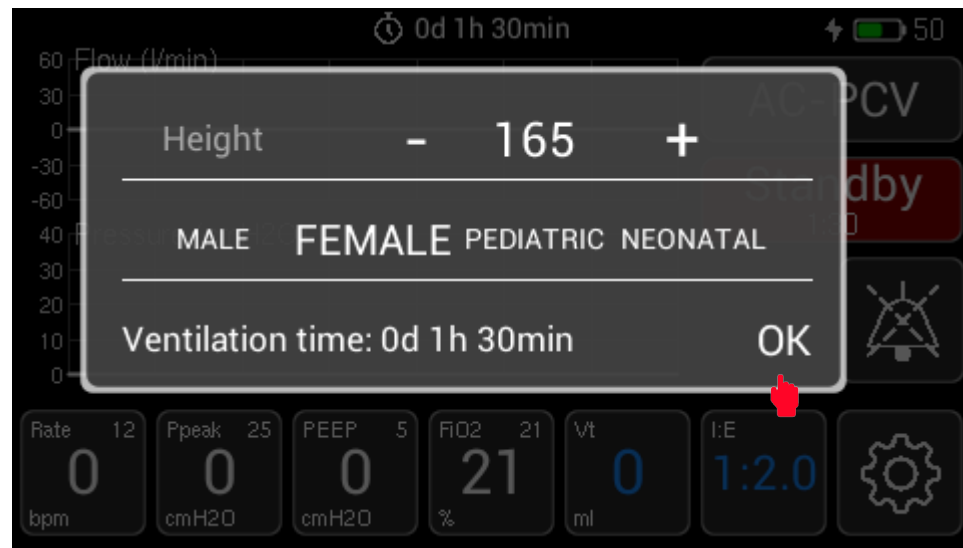 0d 1h 30min 50
60 Flow (l/min)
30
0
-30
-60
AC-PCV
Standby
1:30
Height - 165 +
MALE FEMALE PEDIATRIC NEONATAL
Ventilation time: 0d 1h 30min OK
40
30
20
10
0
Rate 12 Ppeak 25 PEEP 5 FiO2 21 Vt I:E
0 0 0 21 0 1:2.0
bpm cmH2O cmH2O % ml